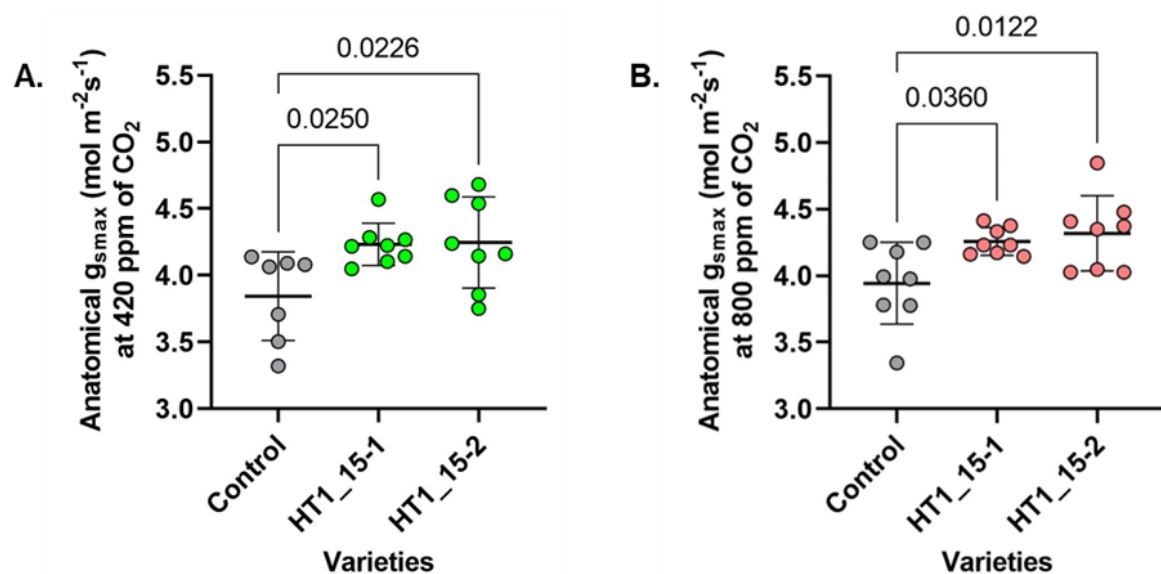 A.
Anatomical gsmax (mol m-2s-1)
at 420 ppm of CO2
0.0226
0.0250
5.5
5.0
4.5
4.0
3.5
3.0
Control
HT1_15-1
HT1_15-2
Varieties
B.
Anatomical gsmax (mol m-2s-1)
at 800 ppm of CO2
0.0122
0.0360
5.5
5.0
4.5
4.0
3.5
3.0
Control
HT1_15-1
HT1_15-2
Varieties